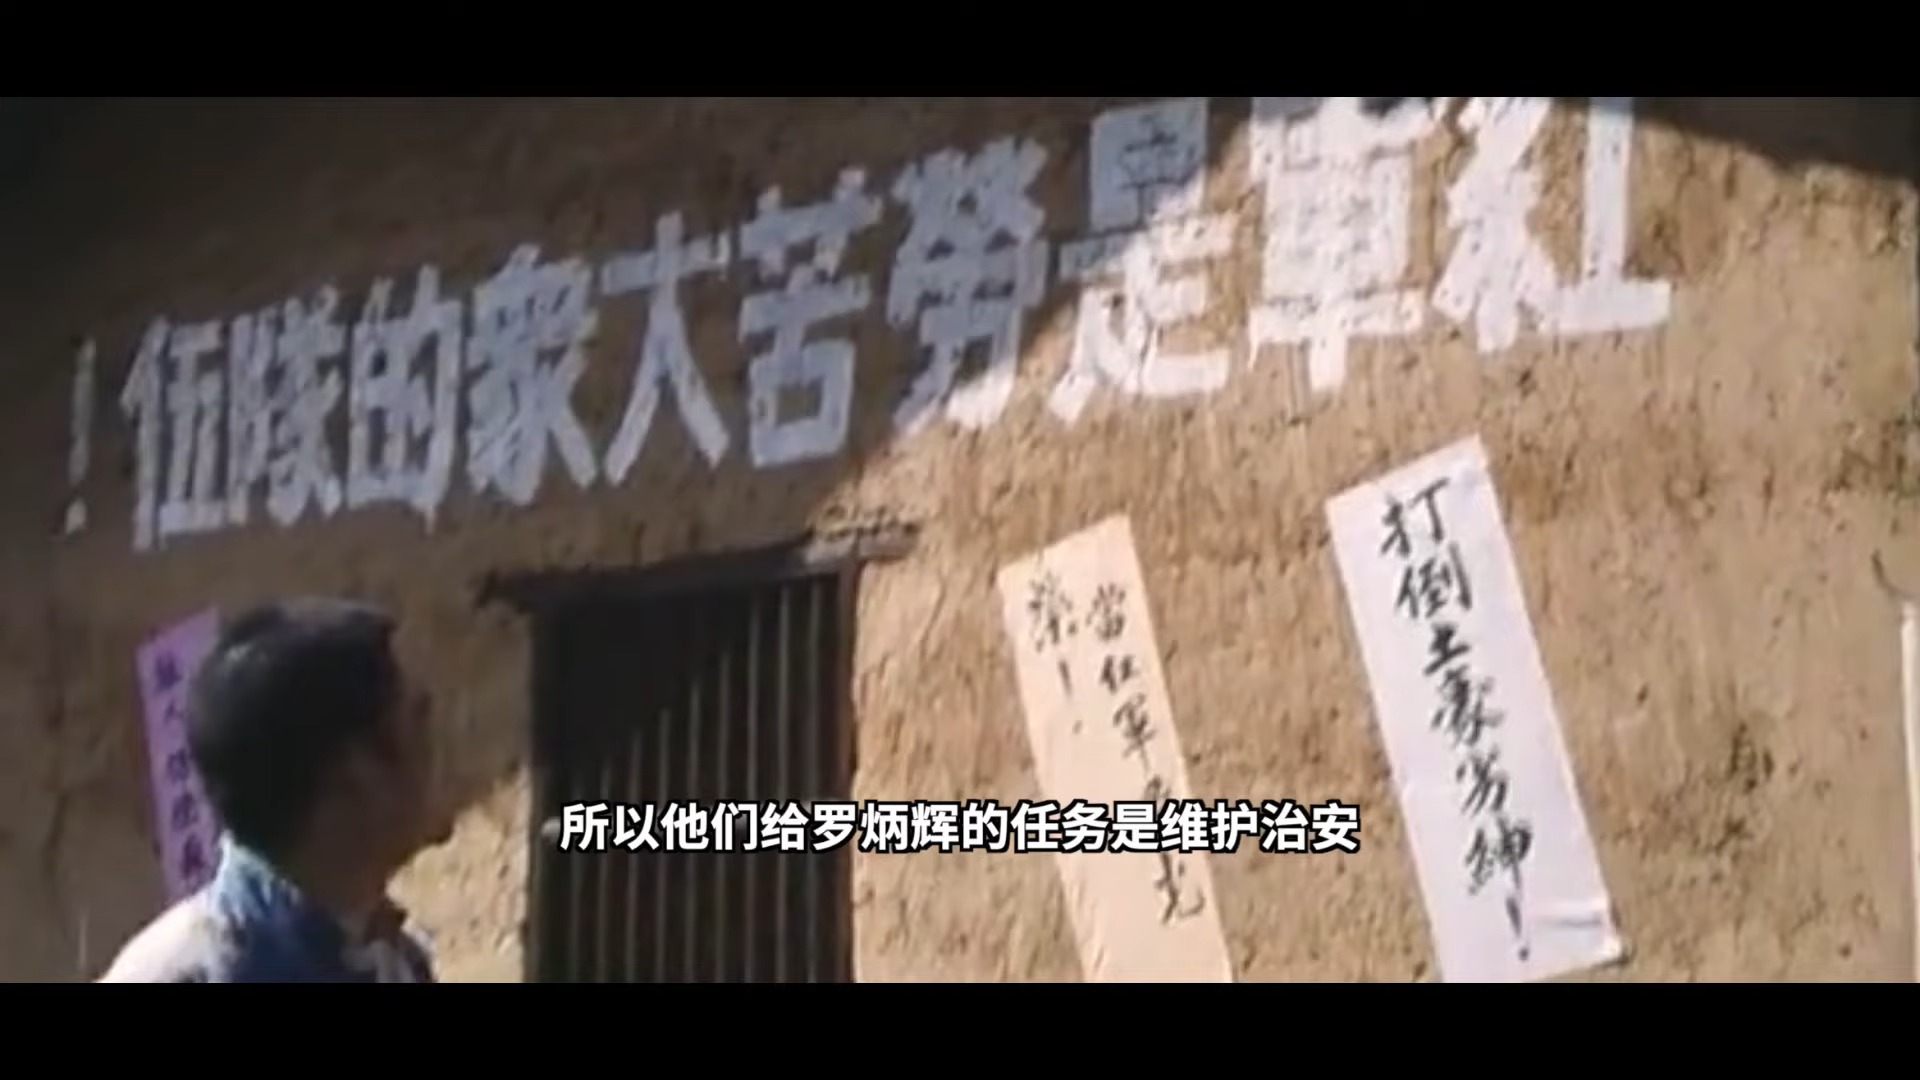 紅軍是勞苦大衆的隊伍！
打倒土豪劣紳！
當紅軍
光
榮！
所以他们给罗炳辉的任务是维护治安